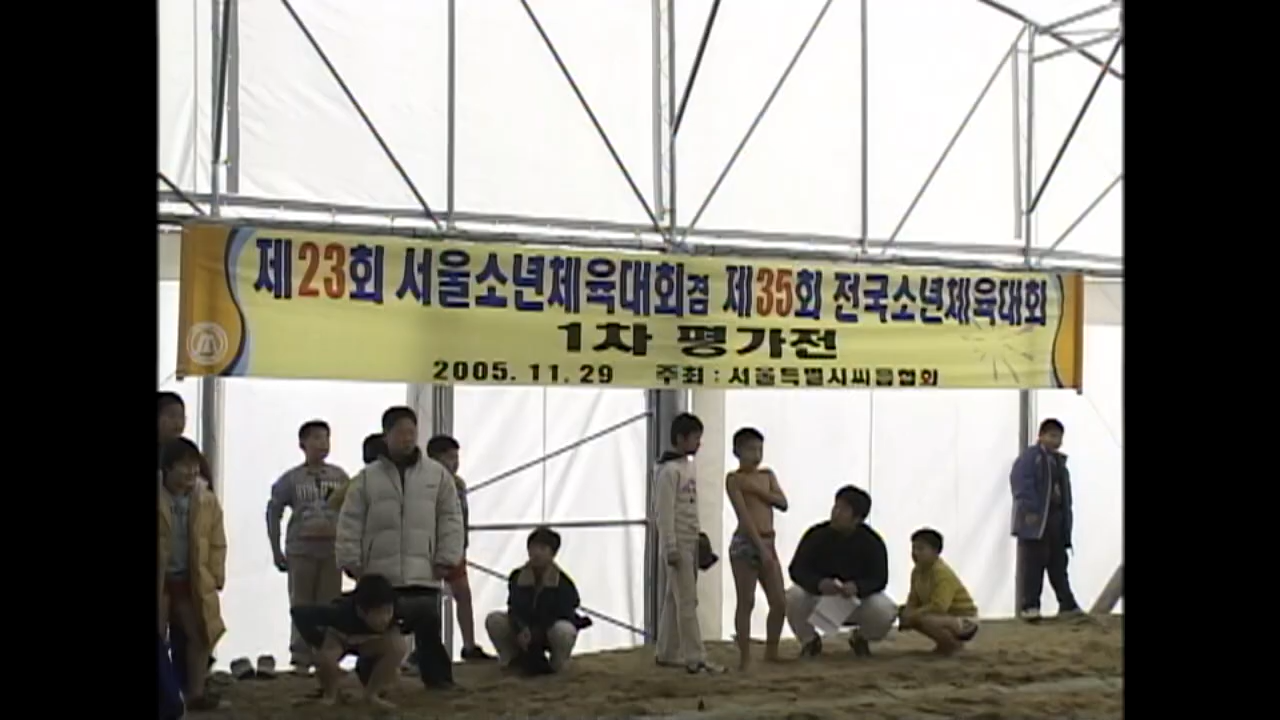 제23회 서울소년체육대회겸 제35회 전국소년체육대회
1차 평가전
2005. 11. 29 주최 : 서울특별시씨름협회